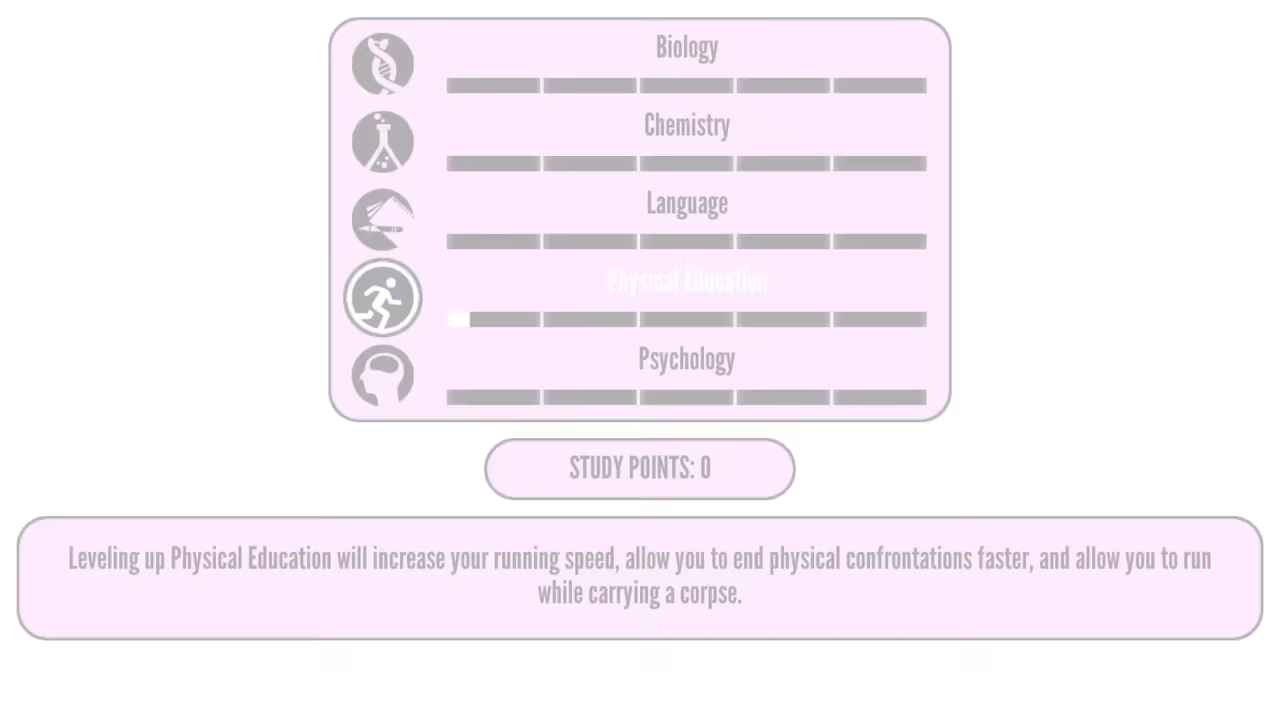 Biology
Chemistry
Language
Physical Education
Psychology
STUDY POINTS: 0
Leveling up Physical Education will increase your running speed, allow you to end physical confrontations faster, and allow you to run
while carrying a corpse.